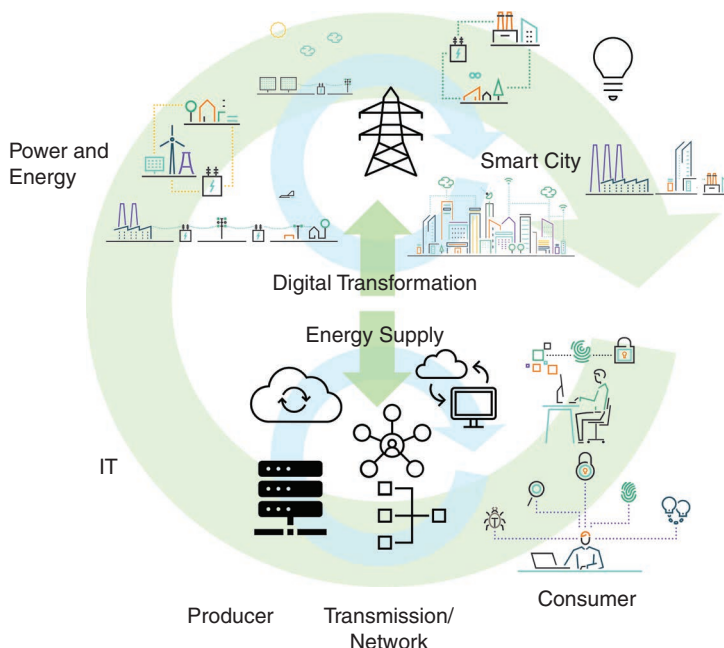 Power and
Energy
Smart City
Digital Transformation
Energy Supply
IT
Producer
Transmission/
Network
Consumer